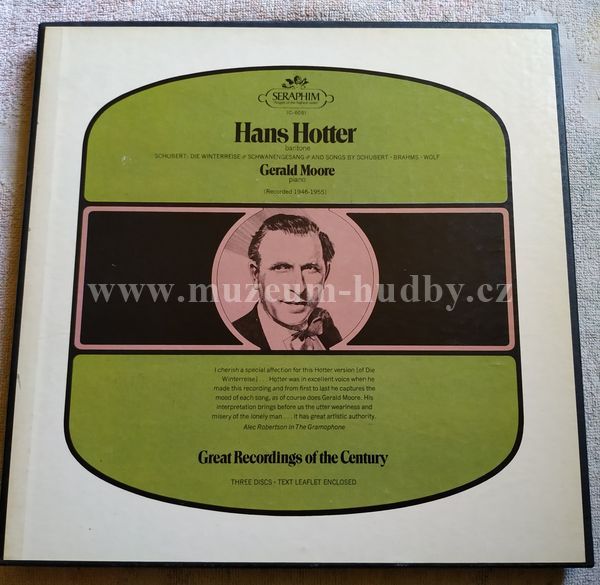 SERAPHIM
"Angels of the highest order"
IC-6051
Hans Hotter
baritone
SCHUBERT: DIE WINTERREISE SCHWANENGESANG AND SONGS BY SCHUBERT · BRAHMS · WOLF
Gerald Moore
piano
(Recorded 1946-1955)
www.muzeum-hudby.cz
I cherish a special affection for this Hotter version [of Die
Winterreise] . . . Hotter was in excellent voice when he
made this recording and from first to last he captures the
mood of each song, as of course does Gerald Moore. His
interpretation brings before us the utter weariness and
misery of the lonely man . . . it has great artistic authority.
Alec Robertson In The Gramophone
Great Recordings of the Century
THREE DISCS · TEXT LEAFLET ENCLOSED